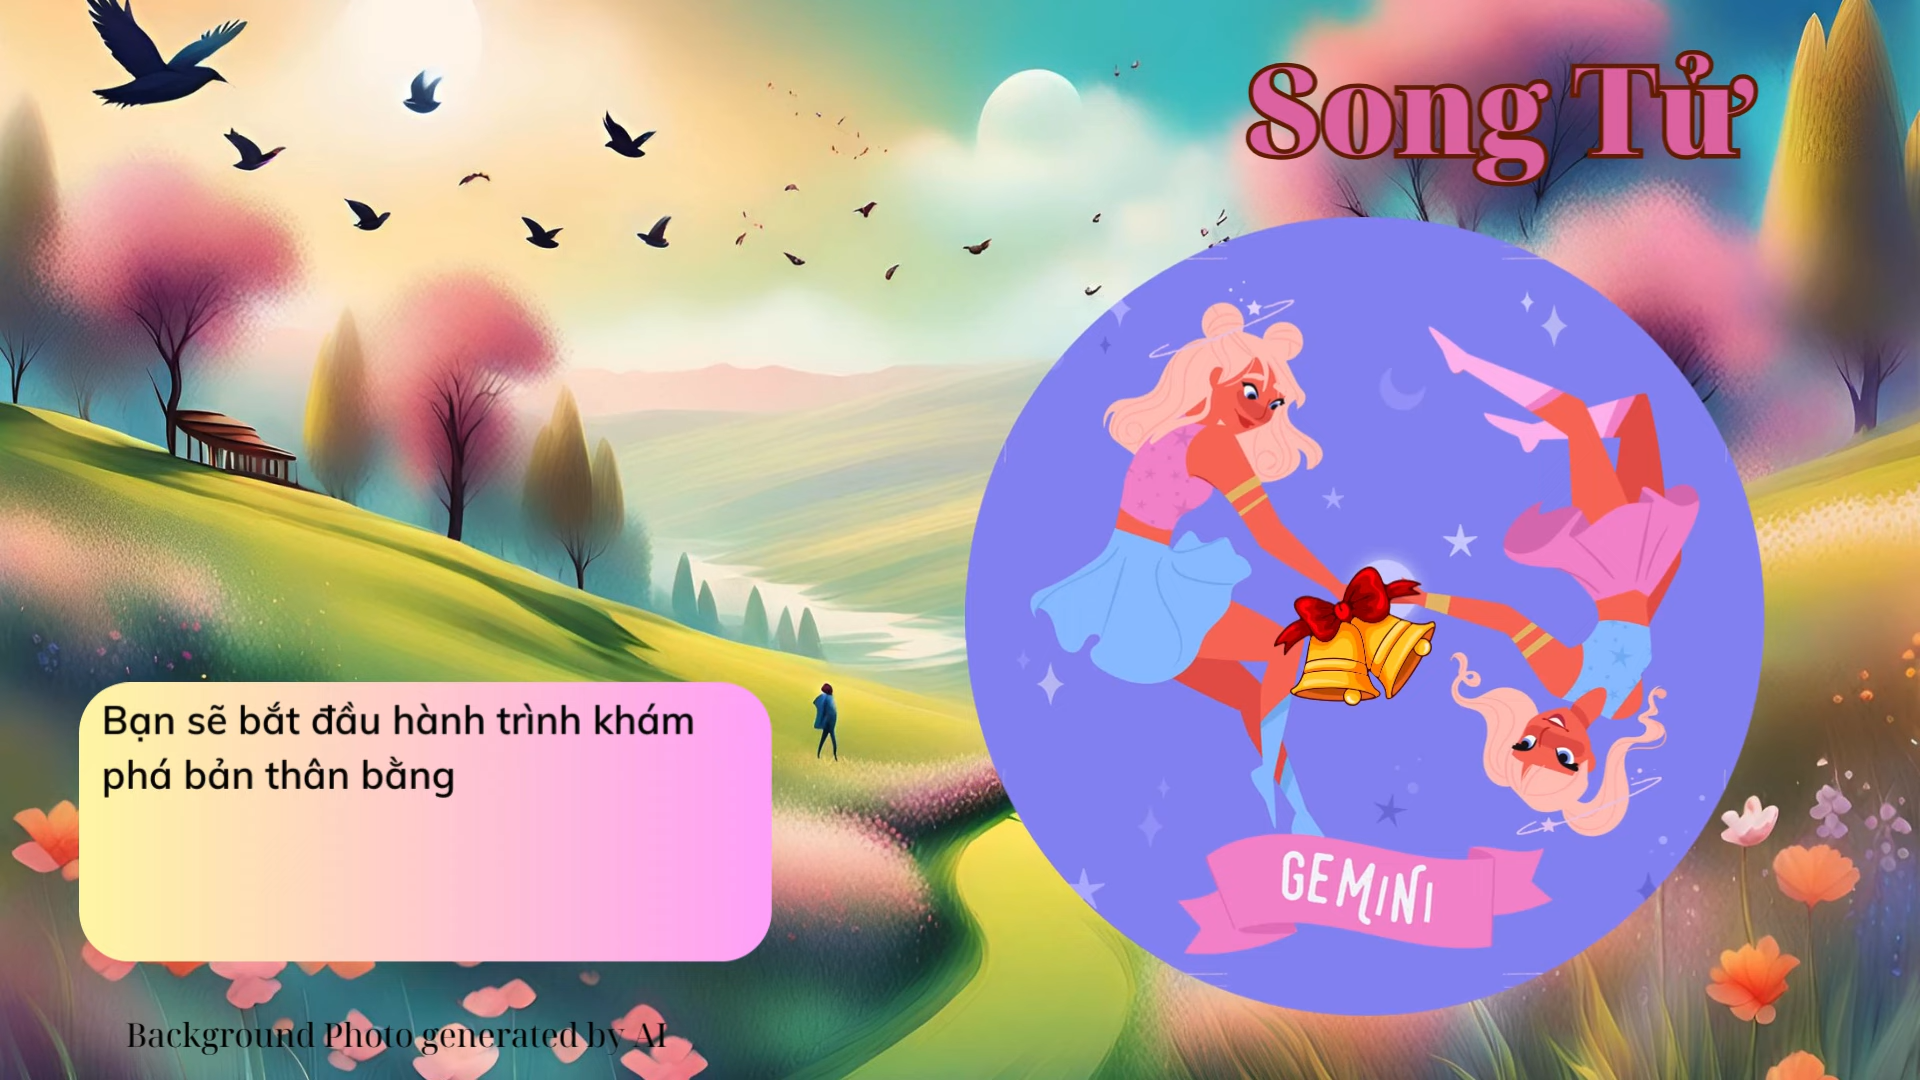 Song Tử
Bạn sẽ bắt đầu hành trình khám
phá bản thân bằng
GEMINI
Background Photo generated by AI